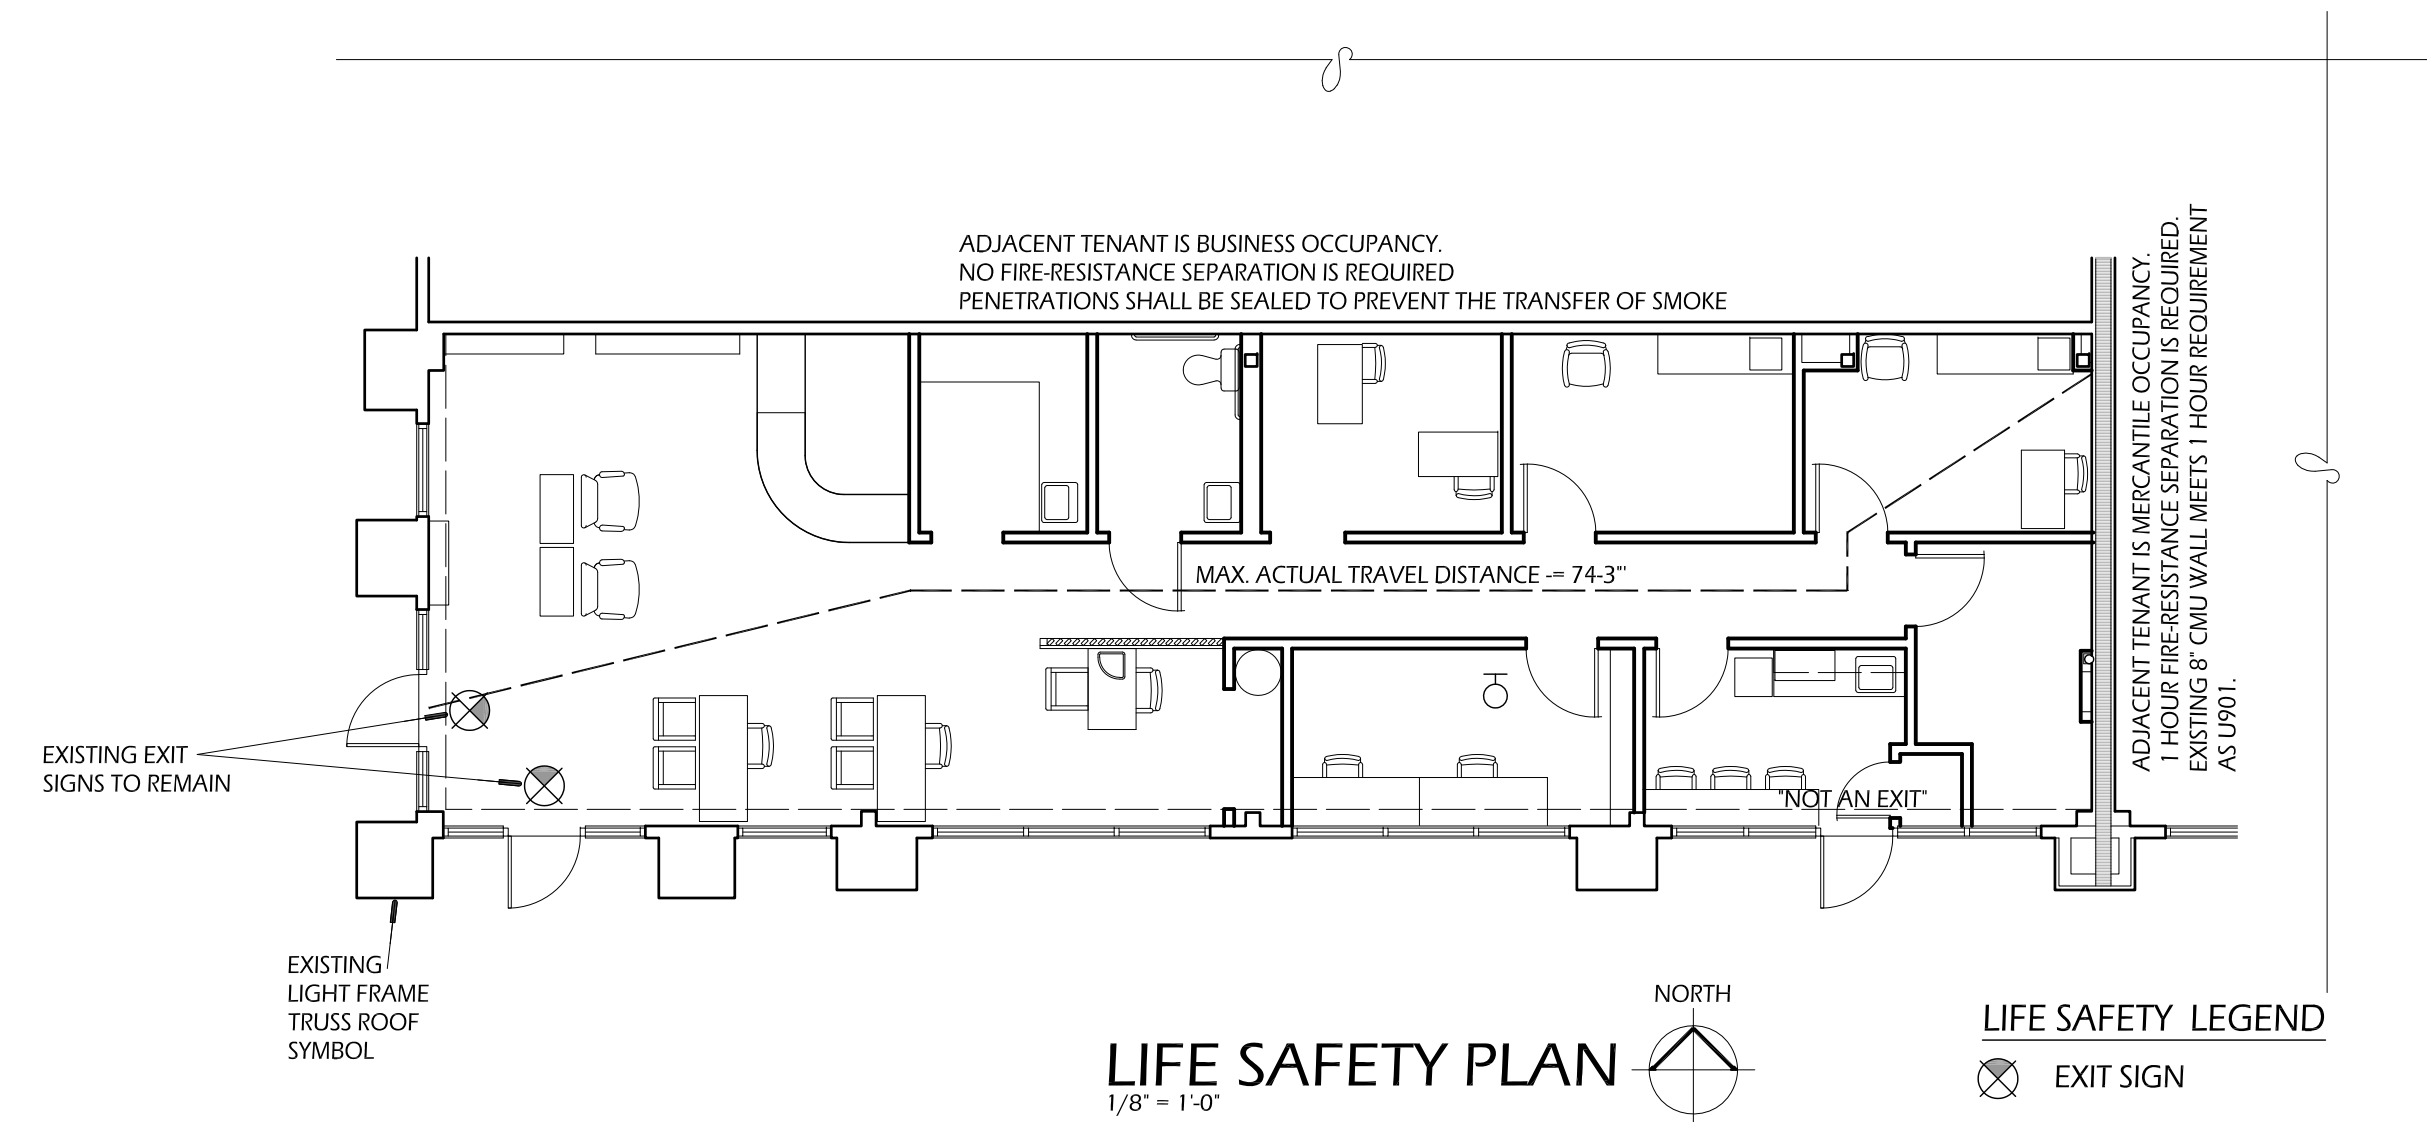 ADJACENT TENANT IS BUSINESS OCCUPANCY.
NO FIRE-RESISTANCE SEPARATION IS REQUIRED
PENETRATIONS SHALL BE SEALED TO PREVENT THE TRANSFER OF SMOKE
ADJACENT TENANT IS MERCANTILE OCCUPANCY.
1 HOUR FIRE-RESISTANCE SEPARATION IS REQUIRED.
EXISTING 8" CMU WALL MEETS 1 HOUR REQUIREMENT
AS U901.
MAX. ACTUAL TRAVEL DISTANCE -= 74-3"'
EXISTING EXIT
SIGNS TO REMAIN
"NOT AN EXIT"
EXISTING
LIGHT FRAME
TRUSS ROOF
SYMBOL
LIFE SAFETY PLAN
1/8" = 1'-0"
NORTH
LIFE SAFETY LEGEND
EXIT SIGN